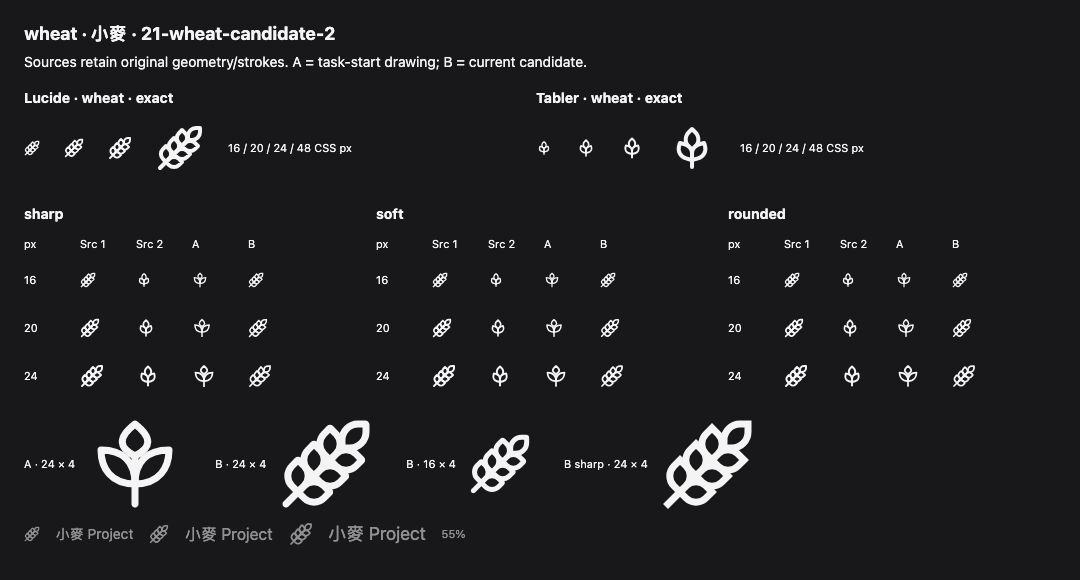 wheat · 小麥 · 21-wheat-candidate-2
Sources retain original geometry/strokes. A = task-start drawing; B = current candidate.
Lucide · wheat · exact
Tabler · wheat · exact
16 / 20 / 24 / 48 CSS px
16 / 20 / 24 / 48 CSS px
sharp
soft
rounded
px Src 1 Src 2 A B
px Src 1 Src 2 A B
px Src 1 Src 2 A B
16
16
16
20
20
20
24
24
24
A · 24 × 4
B · 24 × 4
B · 16 × 4
B sharp · 24 × 4
小麥 Project
小麥 Project
小麥 Project
55%